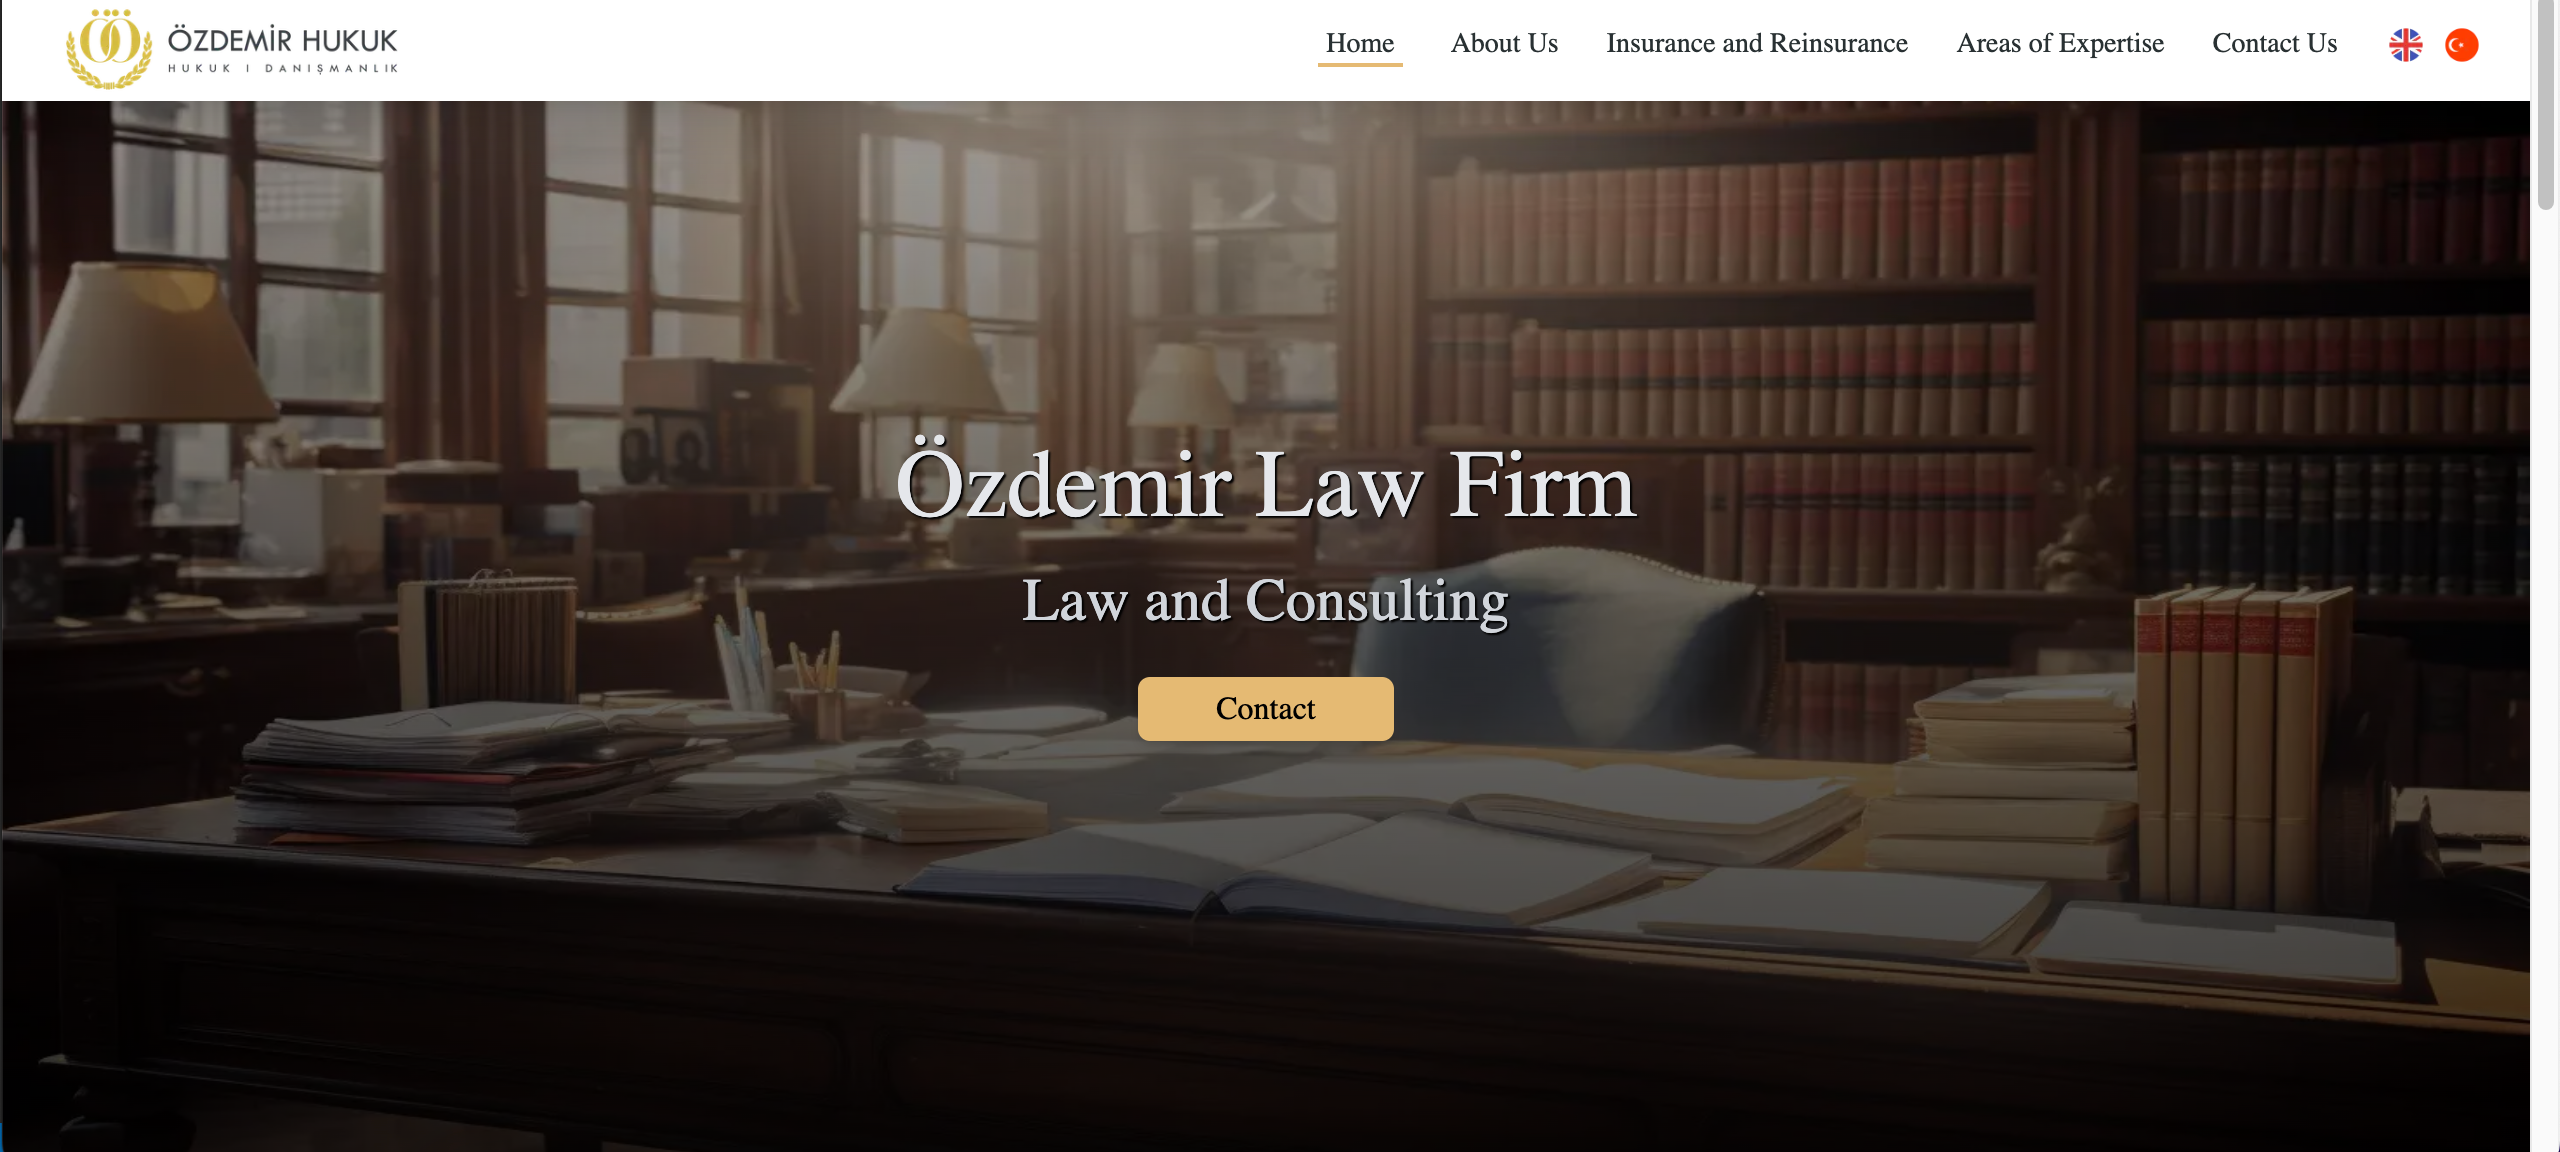 ÖZDEMİR HUKUK
HUKUK | DANIŞMANLIK
Home
About Us
Insurance and Reinsurance
Areas of Expertise
Contact Us
Özdemir Law Firm
Law and Consulting
Contact